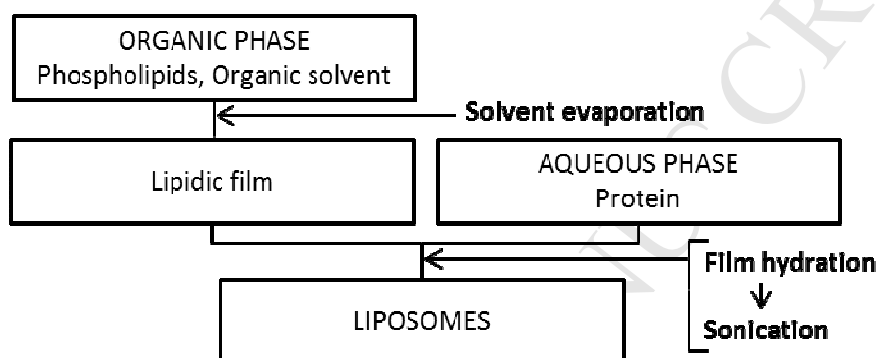 ORGANIC PHASE
Phospholipids, Organic solvent
Solvent evaporation
Lipidic film
AQUEOUS PHASE
Protein
Film hydration
Sonication
LIPOSOMES